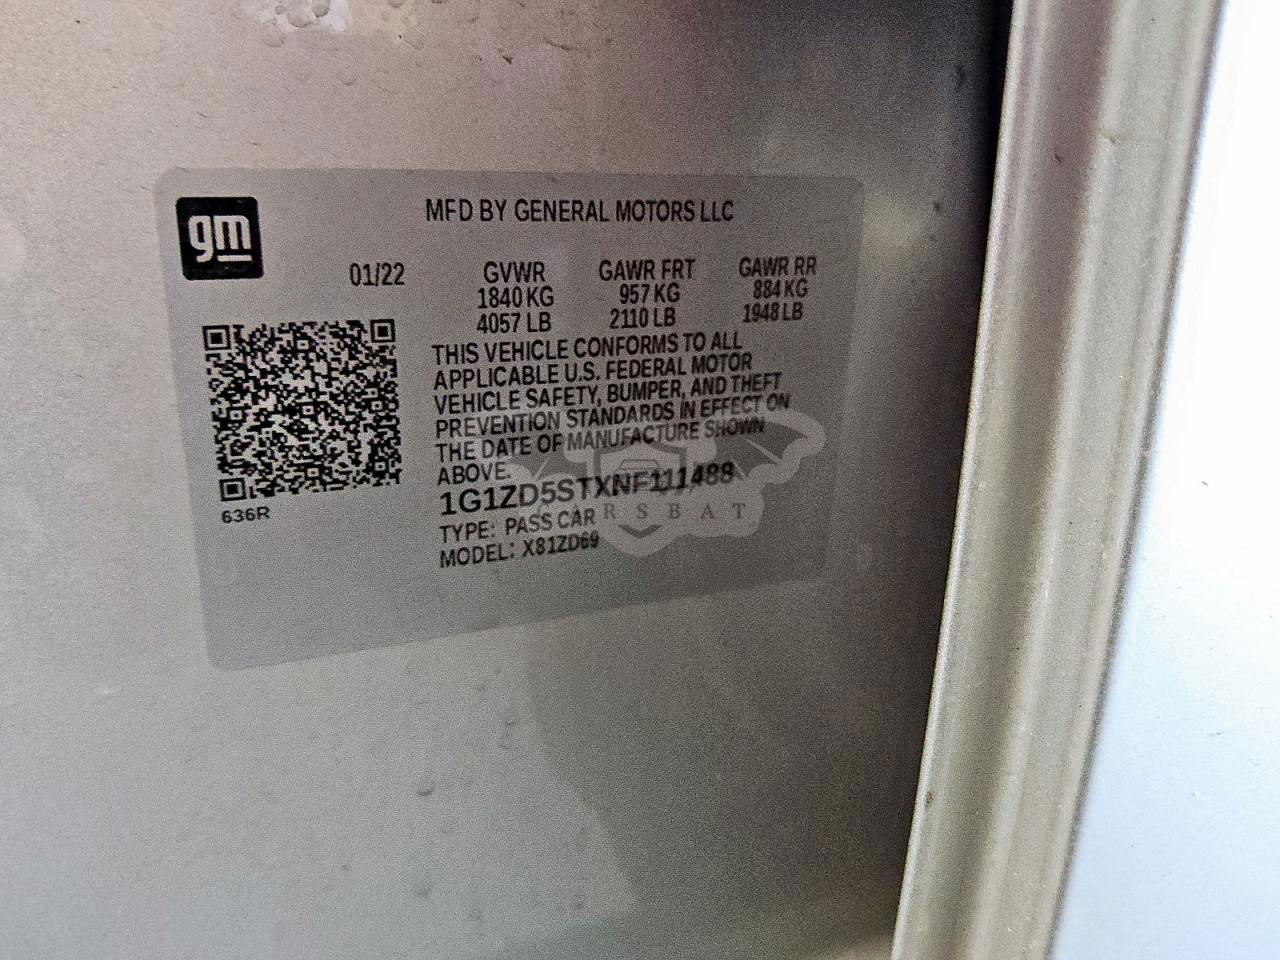 gm
MFD BY GENERAL MOTORS LLC
01/22 GVWR GAWR FRT GAWR RR
1840 KG 957 KG 884 KG
4057 LB 2110 LB 1948 LB
THIS VEHICLE CONFORMS TO ALL
APPLICABLE U.S. FEDERAL MOTOR
VEHICLE SAFETY, BUMPER, AND THEFT
PREVENTION STANDARDS IN EFFECT ON
THE DATE OF MANUFACTURE SHOWN
ABOVE.
1G1ZD5STXNF111488
TYPE: PASS CAR
MODEL: X81ZD69
636R
CARSBAT